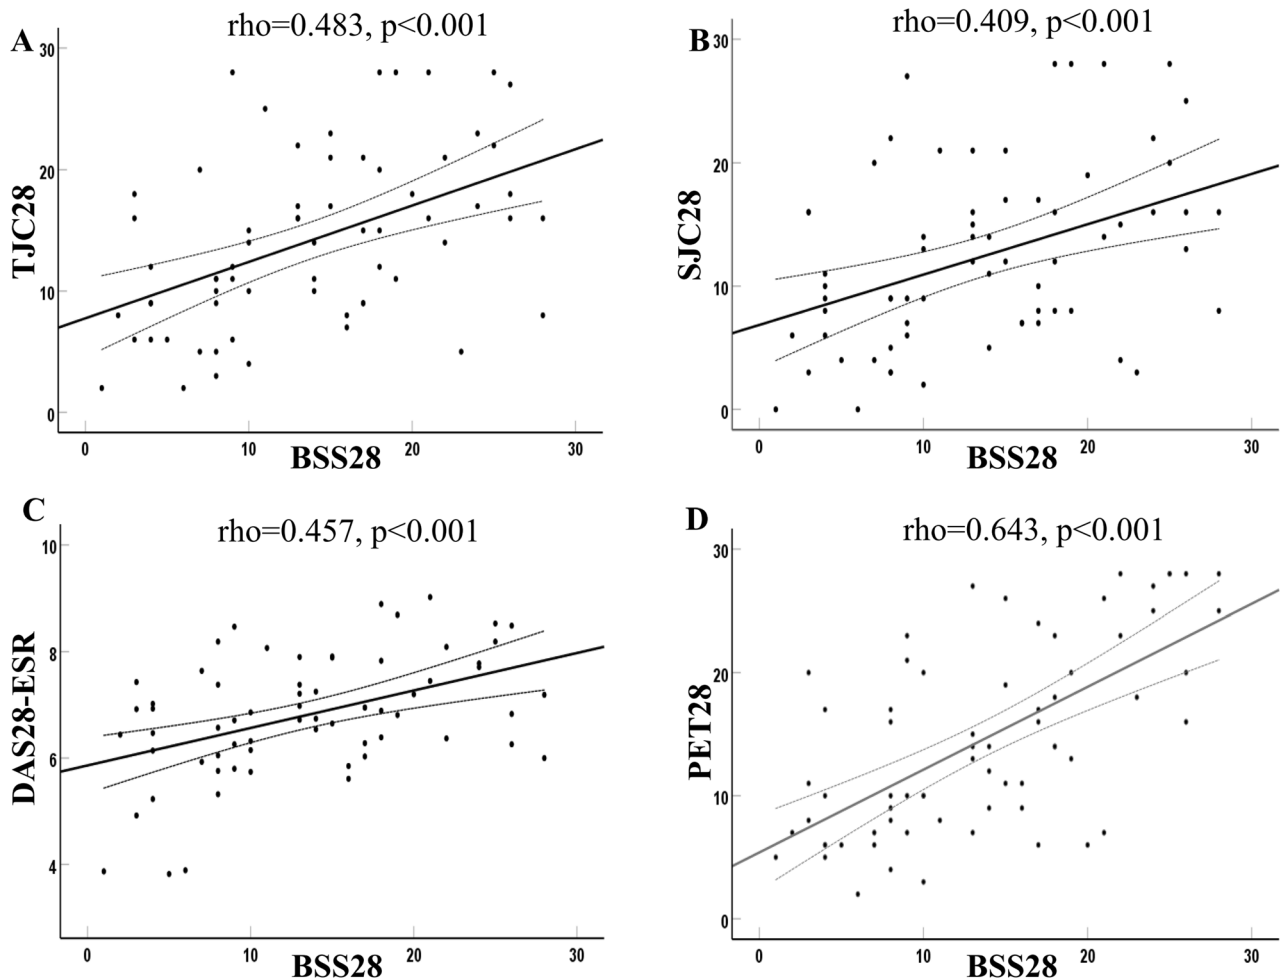 A
rho=0.483, p<0.001
30
20
10
0
TJC28
0 10 20 30
BSS28
B
rho=0.409, p<0.001
30
20
10
0
SJC28
0 10 20 30
BSS28
C
rho=0.457, p<0.001
10
8
6
4
DAS28-ESR
0 10 20 30
BSS28
D
rho=0.643, p<0.001
30
20
10
0
PET28
0 10 20 30
BSS28